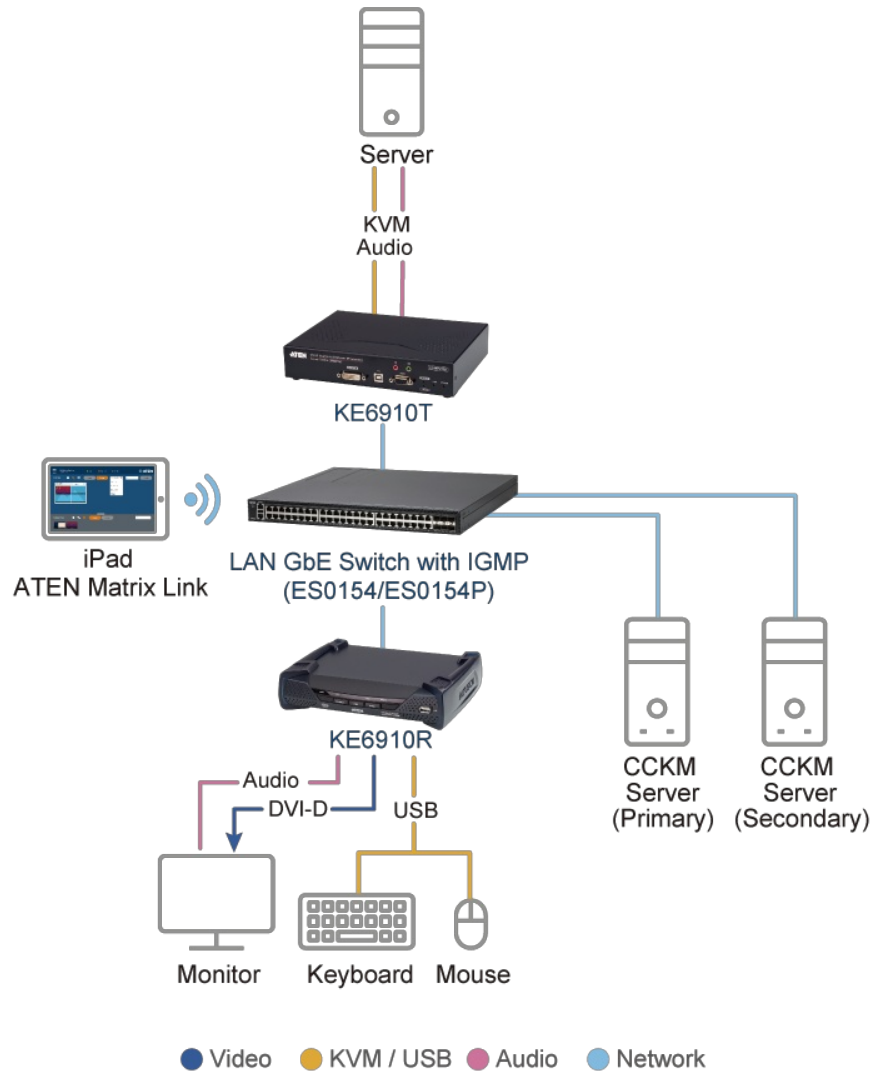 Server
KVM
Audio
ATEN
KE6910T
iPad
ATEN Matrix Link
LAN GbE Switch with IGMP
(ES0154/ES0154P)
KE6910R
CCKM
Server
(Primary)
CCKM
Server
(Secondary)
Audio
DVI-D
USB
Monitor
Keyboard
Mouse
Video
KVM / USB
Audio
Network